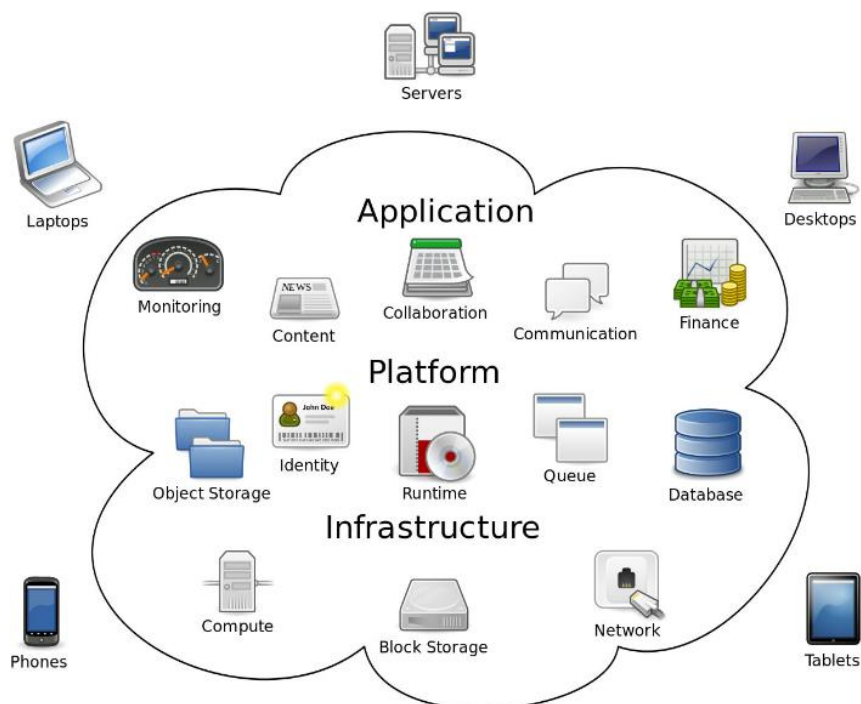 Servers
Laptops
Desktops
Application
Monitoring
NEWS
Content
Collaboration
Communication
Finance
Platform
John Doe
Object Storage
Identity
Runtime
Queue
Database
Infrastructure
Compute
Block Storage
Network
Phones
Tablets